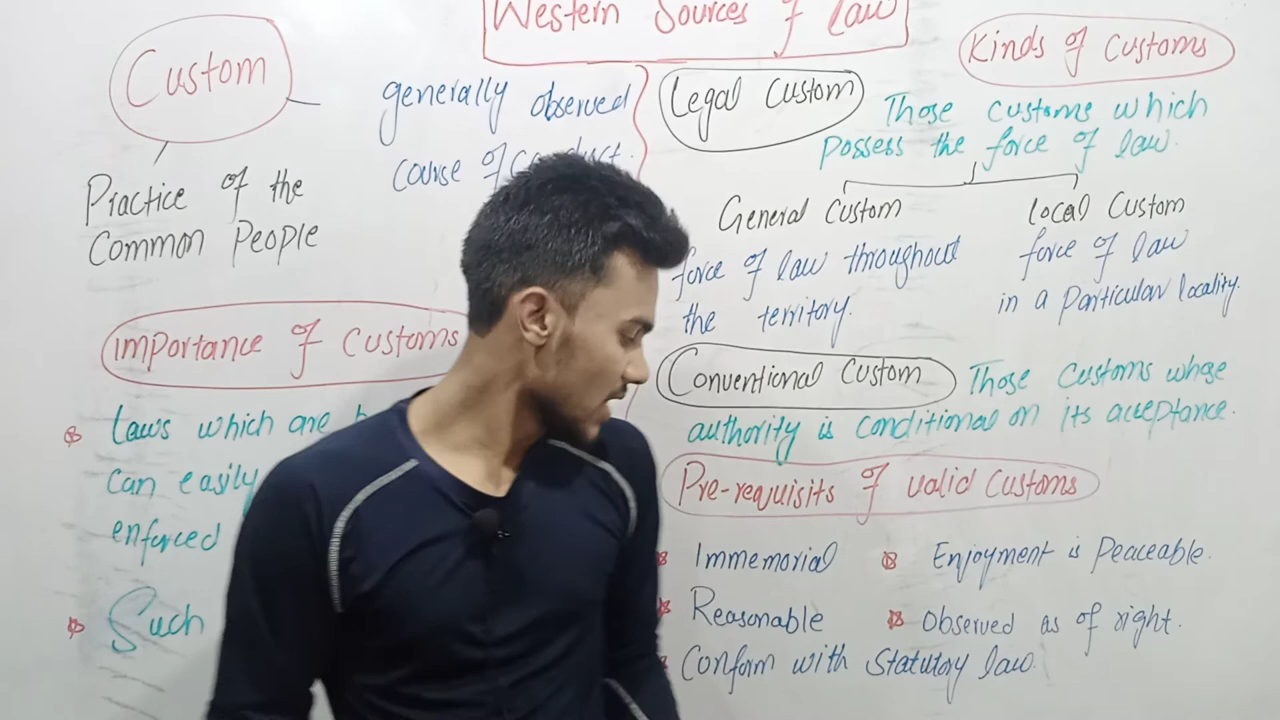 Western Sources of law
Custom
generally observed
course of conduct.
Practice of the
Common People
Importance of Customs
Laws which are
can easily
enforced
Such
Kinds of Customs
Legal Custom
Those customs which
possess the force of law.
General Custom
force of law throughout
the territory.
Local Custom
force of law
in a Particular locality.
Conventional Custom Those Customs whose
authority is conditional on its acceptance.
Pre-requisits of valid Customs
Immemorial
Enjoyment is Peaceable.
Reasonable
Observed as of right.
Conform with Statutory law.